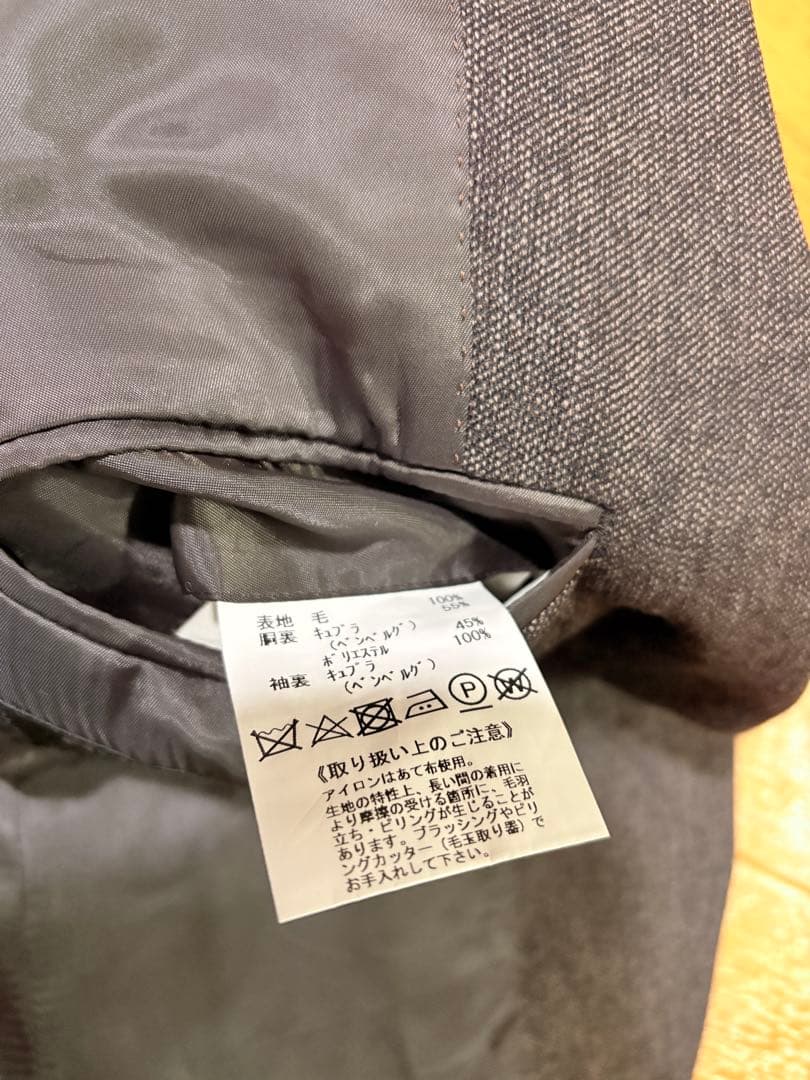 表地 毛 100%
胴裏 キュプラ 55%
(ベンベルグ)
ポリエステル 45%
袖裏 キュプラ 100%
(ベンベルグ)
P W
《取り扱い上のご注意》
アイロンはあて布使用。
生地の特性上、長い間の着用に
より摩擦の受ける箇所に、毛羽
立ち・ピリングが生じることが
あります。ブラッシングやピリ
ングカッター(毛玉取り器)で
お手入れして下さい。